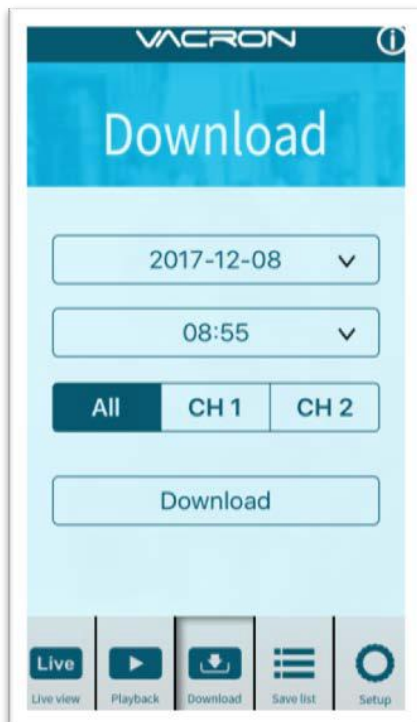 VACRON
Download
2017-12-08
08:55
All CH 1 CH 2
Download
Live
Live view Playback Download Save list Setup